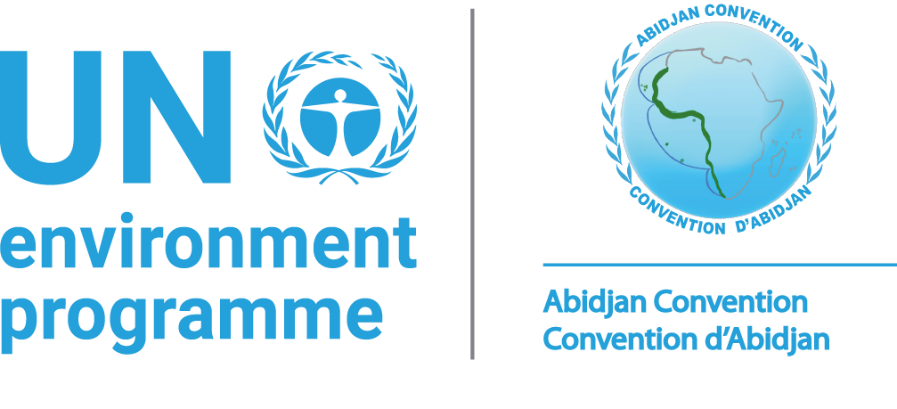 UN
environment
programme
ABIDJAN CONVENTION
CONVENTION D'ABIDJAN
Abidjan Convention
Convention d’Abidjan